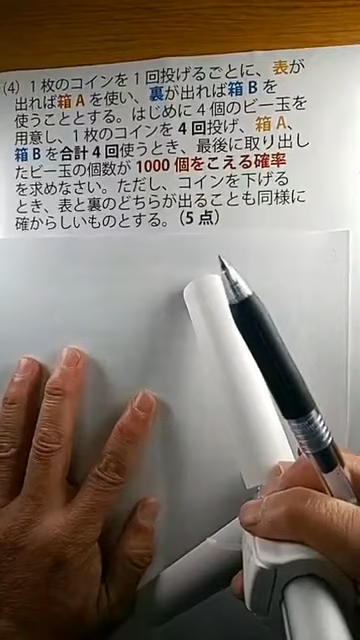 (4) 1枚のコインを1回投げるごとに、表が
出れば箱Aを使い、裏が出れば箱Bを
使うこととする。はじめに4個のビー玉を
用意し、1枚のコインを4回投げ、箱A、
箱Bを合計4回使うとき、最後に取り出し
たビー玉の個数が1000個をこえる確率
を求めなさい。ただし、コインを下げる
とき、表と裏のどちらが出ることも同様に
確からしいものとする。(5点)